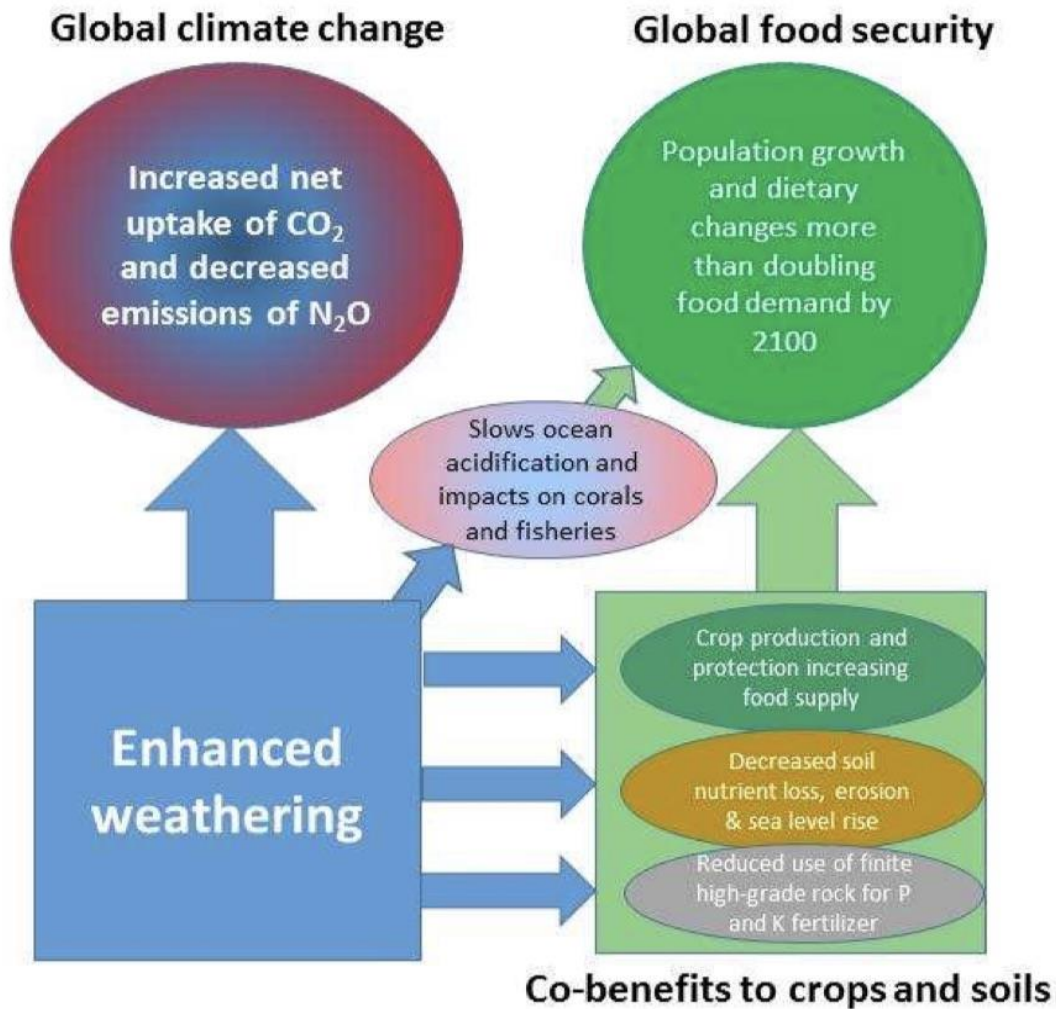 Global climate change
Global food security
Increased net
uptake of CO₂
and decreased
emissions of N₂O
Population growth
and dietary
changes more
than doubling
food demand by
2100
Slows ocean
acidification and
impacts on corals
and fisheries
Enhanced
weathering
Crop production and
protection increasing
food supply
Decreased soil
nutrient loss, erosion
& sea level rise
Reduced use of finite
high-grade rock for P
and K fertilizer
Co-benefits to crops and soils